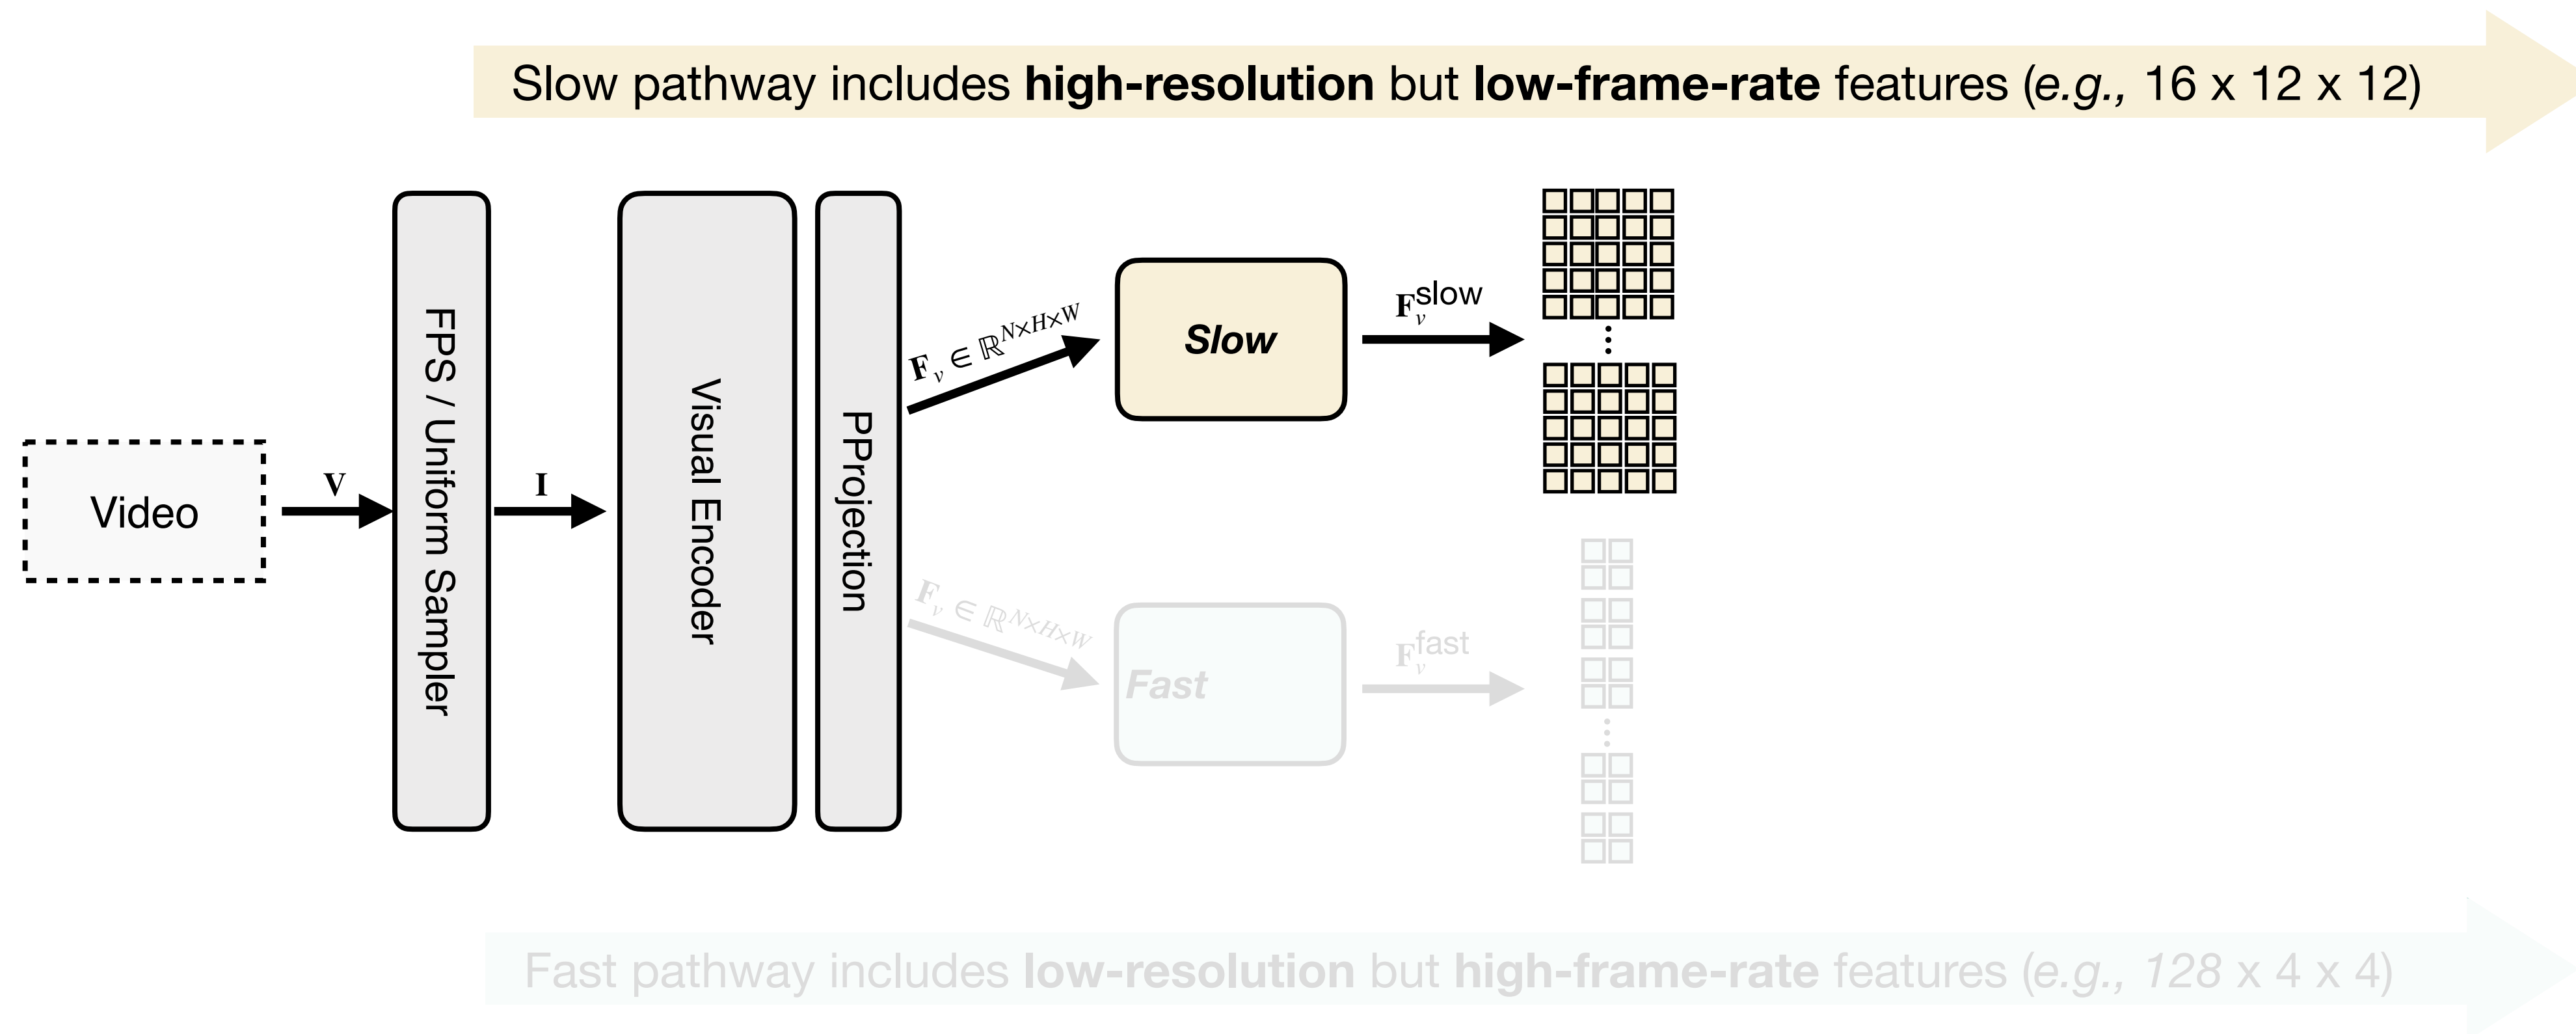 Slow pathway includes high-resolution but low-frame-rate features (e.g., 16 x 12 x 12)
Video
V
FPS / Uniform Sampler
I
Visual Encoder
PProjection
F_v ∈ ℝ^{N×H×W}
Slow
F_v^{slow}
F_v ∈ ℝ^{N×H×W}
Fast
F_v^{fast}
Fast pathway includes low-resolution but high-frame-rate features (e.g., 128 x 4 x 4)